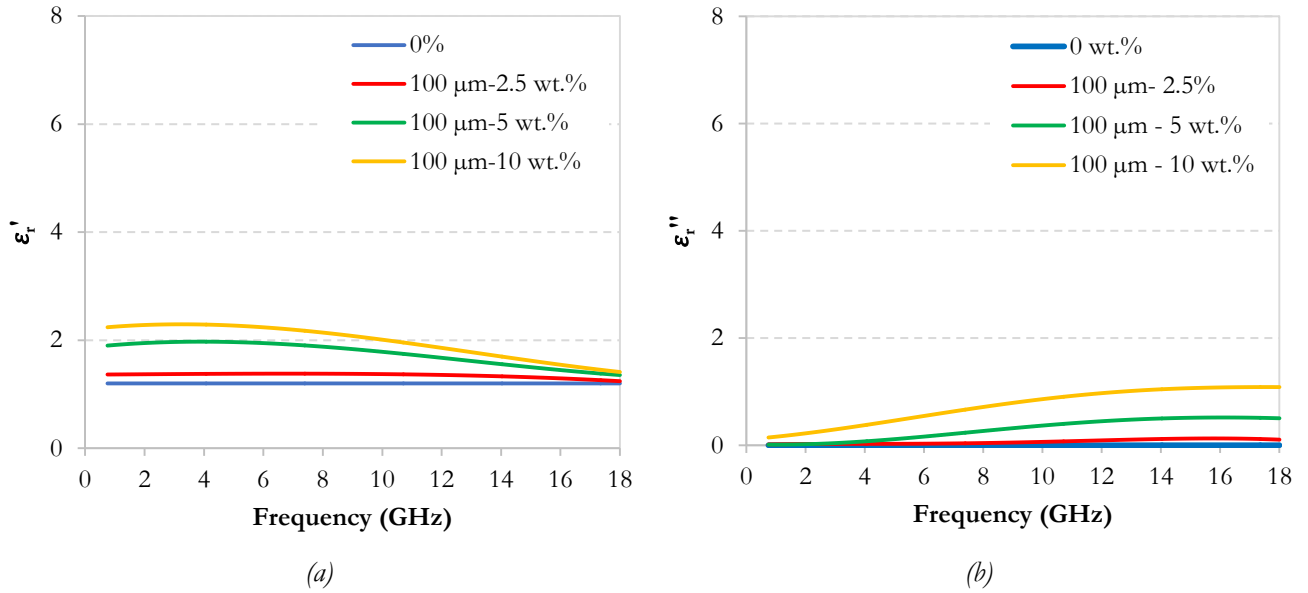 8
6
4
2
0
εr'
0%
100 μm-2.5 wt.%
100 μm-5 wt.%
100 μm-10 wt.%
0 2 4 6 8 10 12 14 16 18
Frequency (GHz)
(a)
8
6
4
2
0
εr''
0 wt.%
100 μm- 2.5%
100 μm - 5 wt.%
100 μm - 10 wt.%
0 2 4 6 8 10 12 14 16 18
Frequency (GHz)
(b)